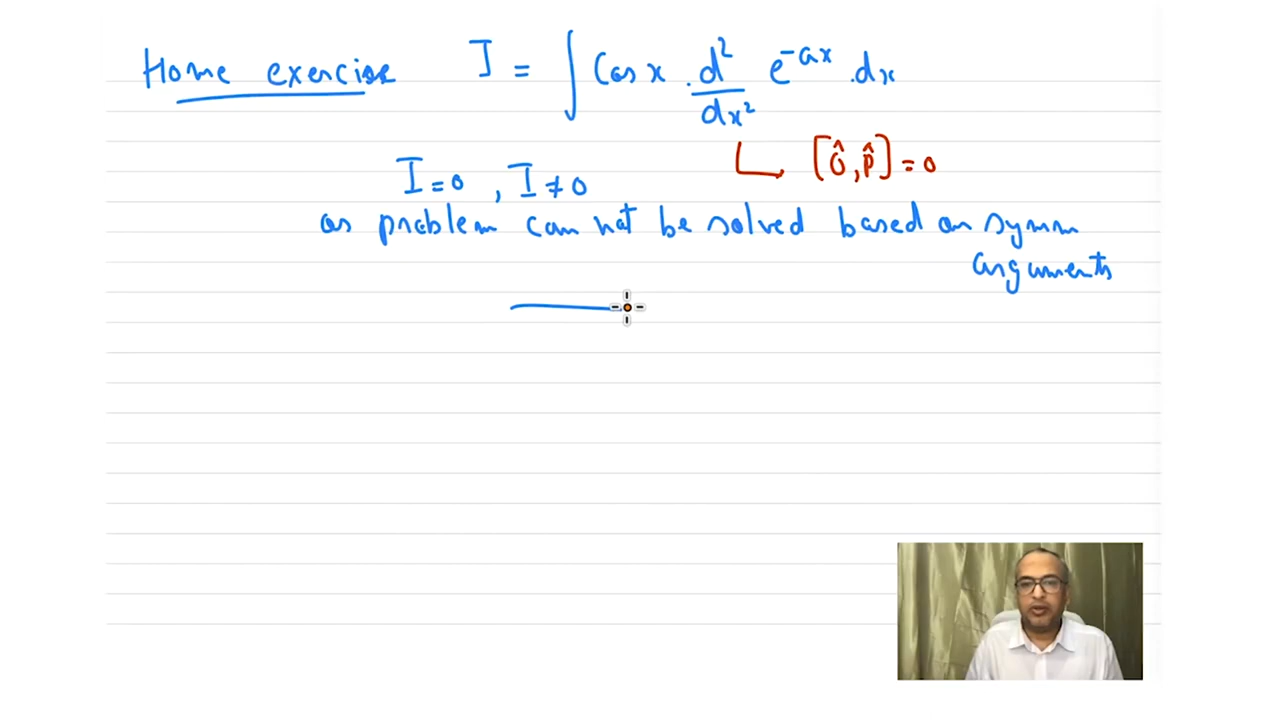 Home exercise I = ∫ Cos x . d²/dx² e^-ax . dx
[Ô, P̂] = 0
I = 0 , I ≠ 0
or problem can not be solved based on symm
arguments